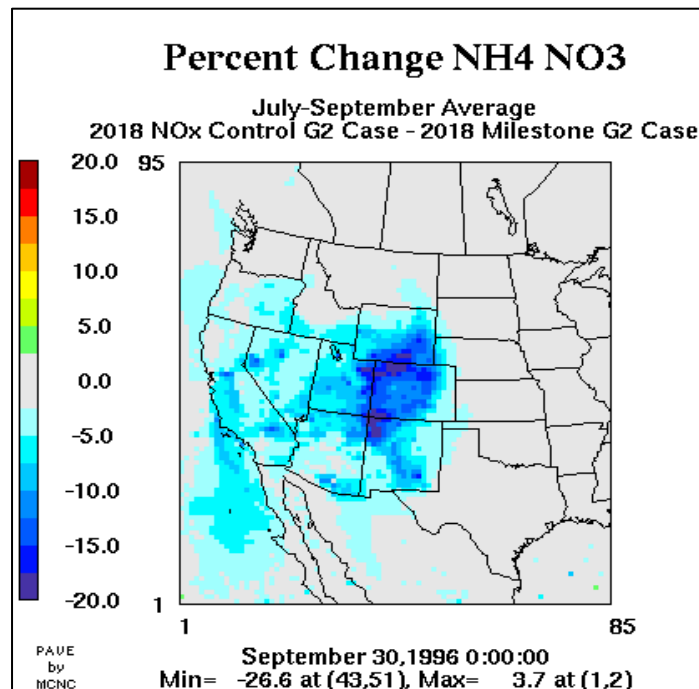 Percent Change NH4 NO3
July-September Average
2018 NOx Control G2 Case - 2018 Milestone G2 Case
20.0
15.0
10.0
5.0
0.0
-5.0
-10.0
-15.0
-20.0
95
1
1
85
PAVE
by
MCNC
September 30,1996 0:00:00
Min= -26.6 at (43,51), Max= 3.7 at (1,2)